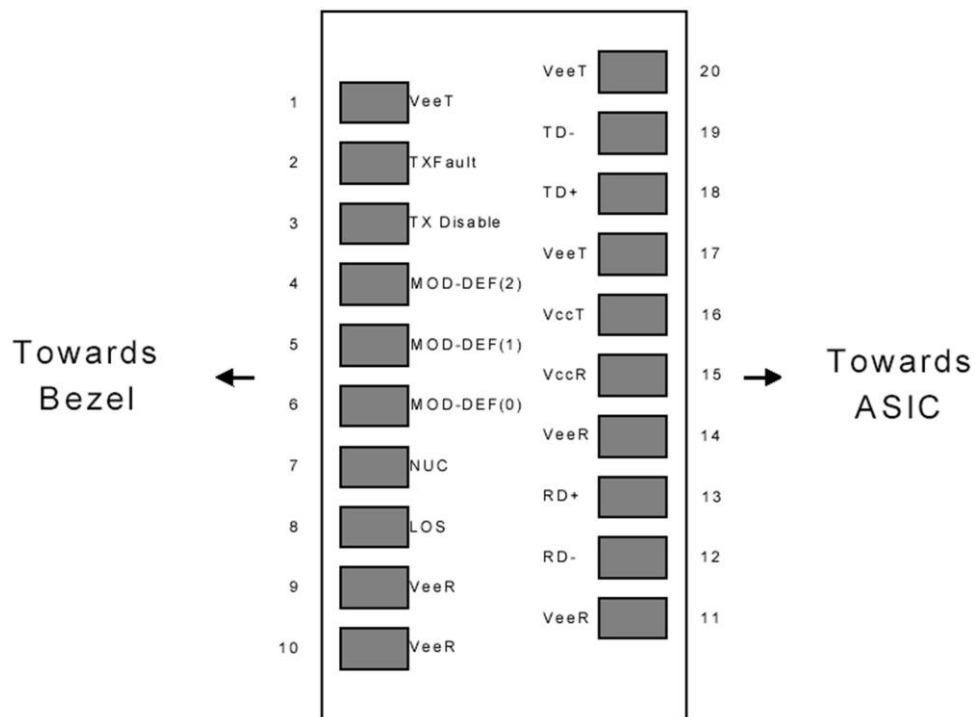 VeeT 20
1 VeeT
TD- 19
2 TXFault
TD+ 18
3 TX Disable
VeeT 17
4 MOD-DEF(2)
VccT 16
5 MOD-DEF(1)
Towards
Bezel
VccR 15
Towards
ASIC
6 MOD-DEF(0)
VeeR 14
7 NUC
RD+ 13
8 LOS
RD- 12
9 VeeR
VeeR 11
10 VeeR